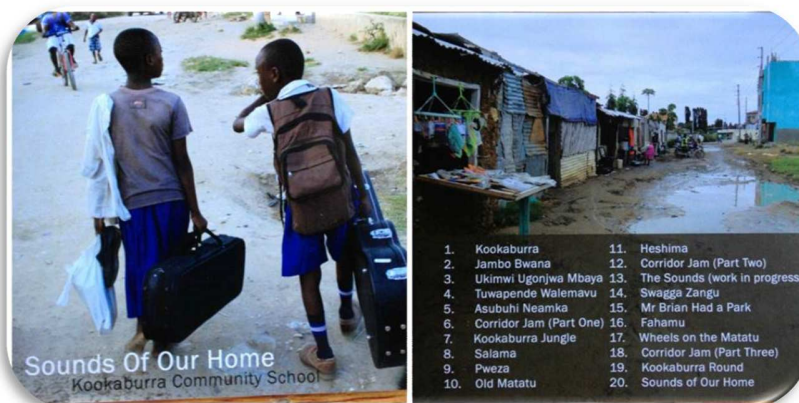 Sounds Of Our Home
Kookaburra Community School
1. Kookaburra
2. Jambo Bwana
3. Ukimwi Ugonjwa Mbaya
4. Tuwapende Walemavu
5. Asubuhi Neamka
6. Corridor Jam (Part One)
7. Kookaburra Jungle
8. Salama
9. Pweza
10. Old Matatu
11. Heshima
12. Corridor Jam (Part Two)
13. The Sounds (work in progress
14. Swagga Zangu
15. Mr Brian Had a Park
16. Fahamu
17. Wheels on the Matatu
18. Corridor Jam (Part Three)
19. Kookaburra Round
20. Sounds of Our Home